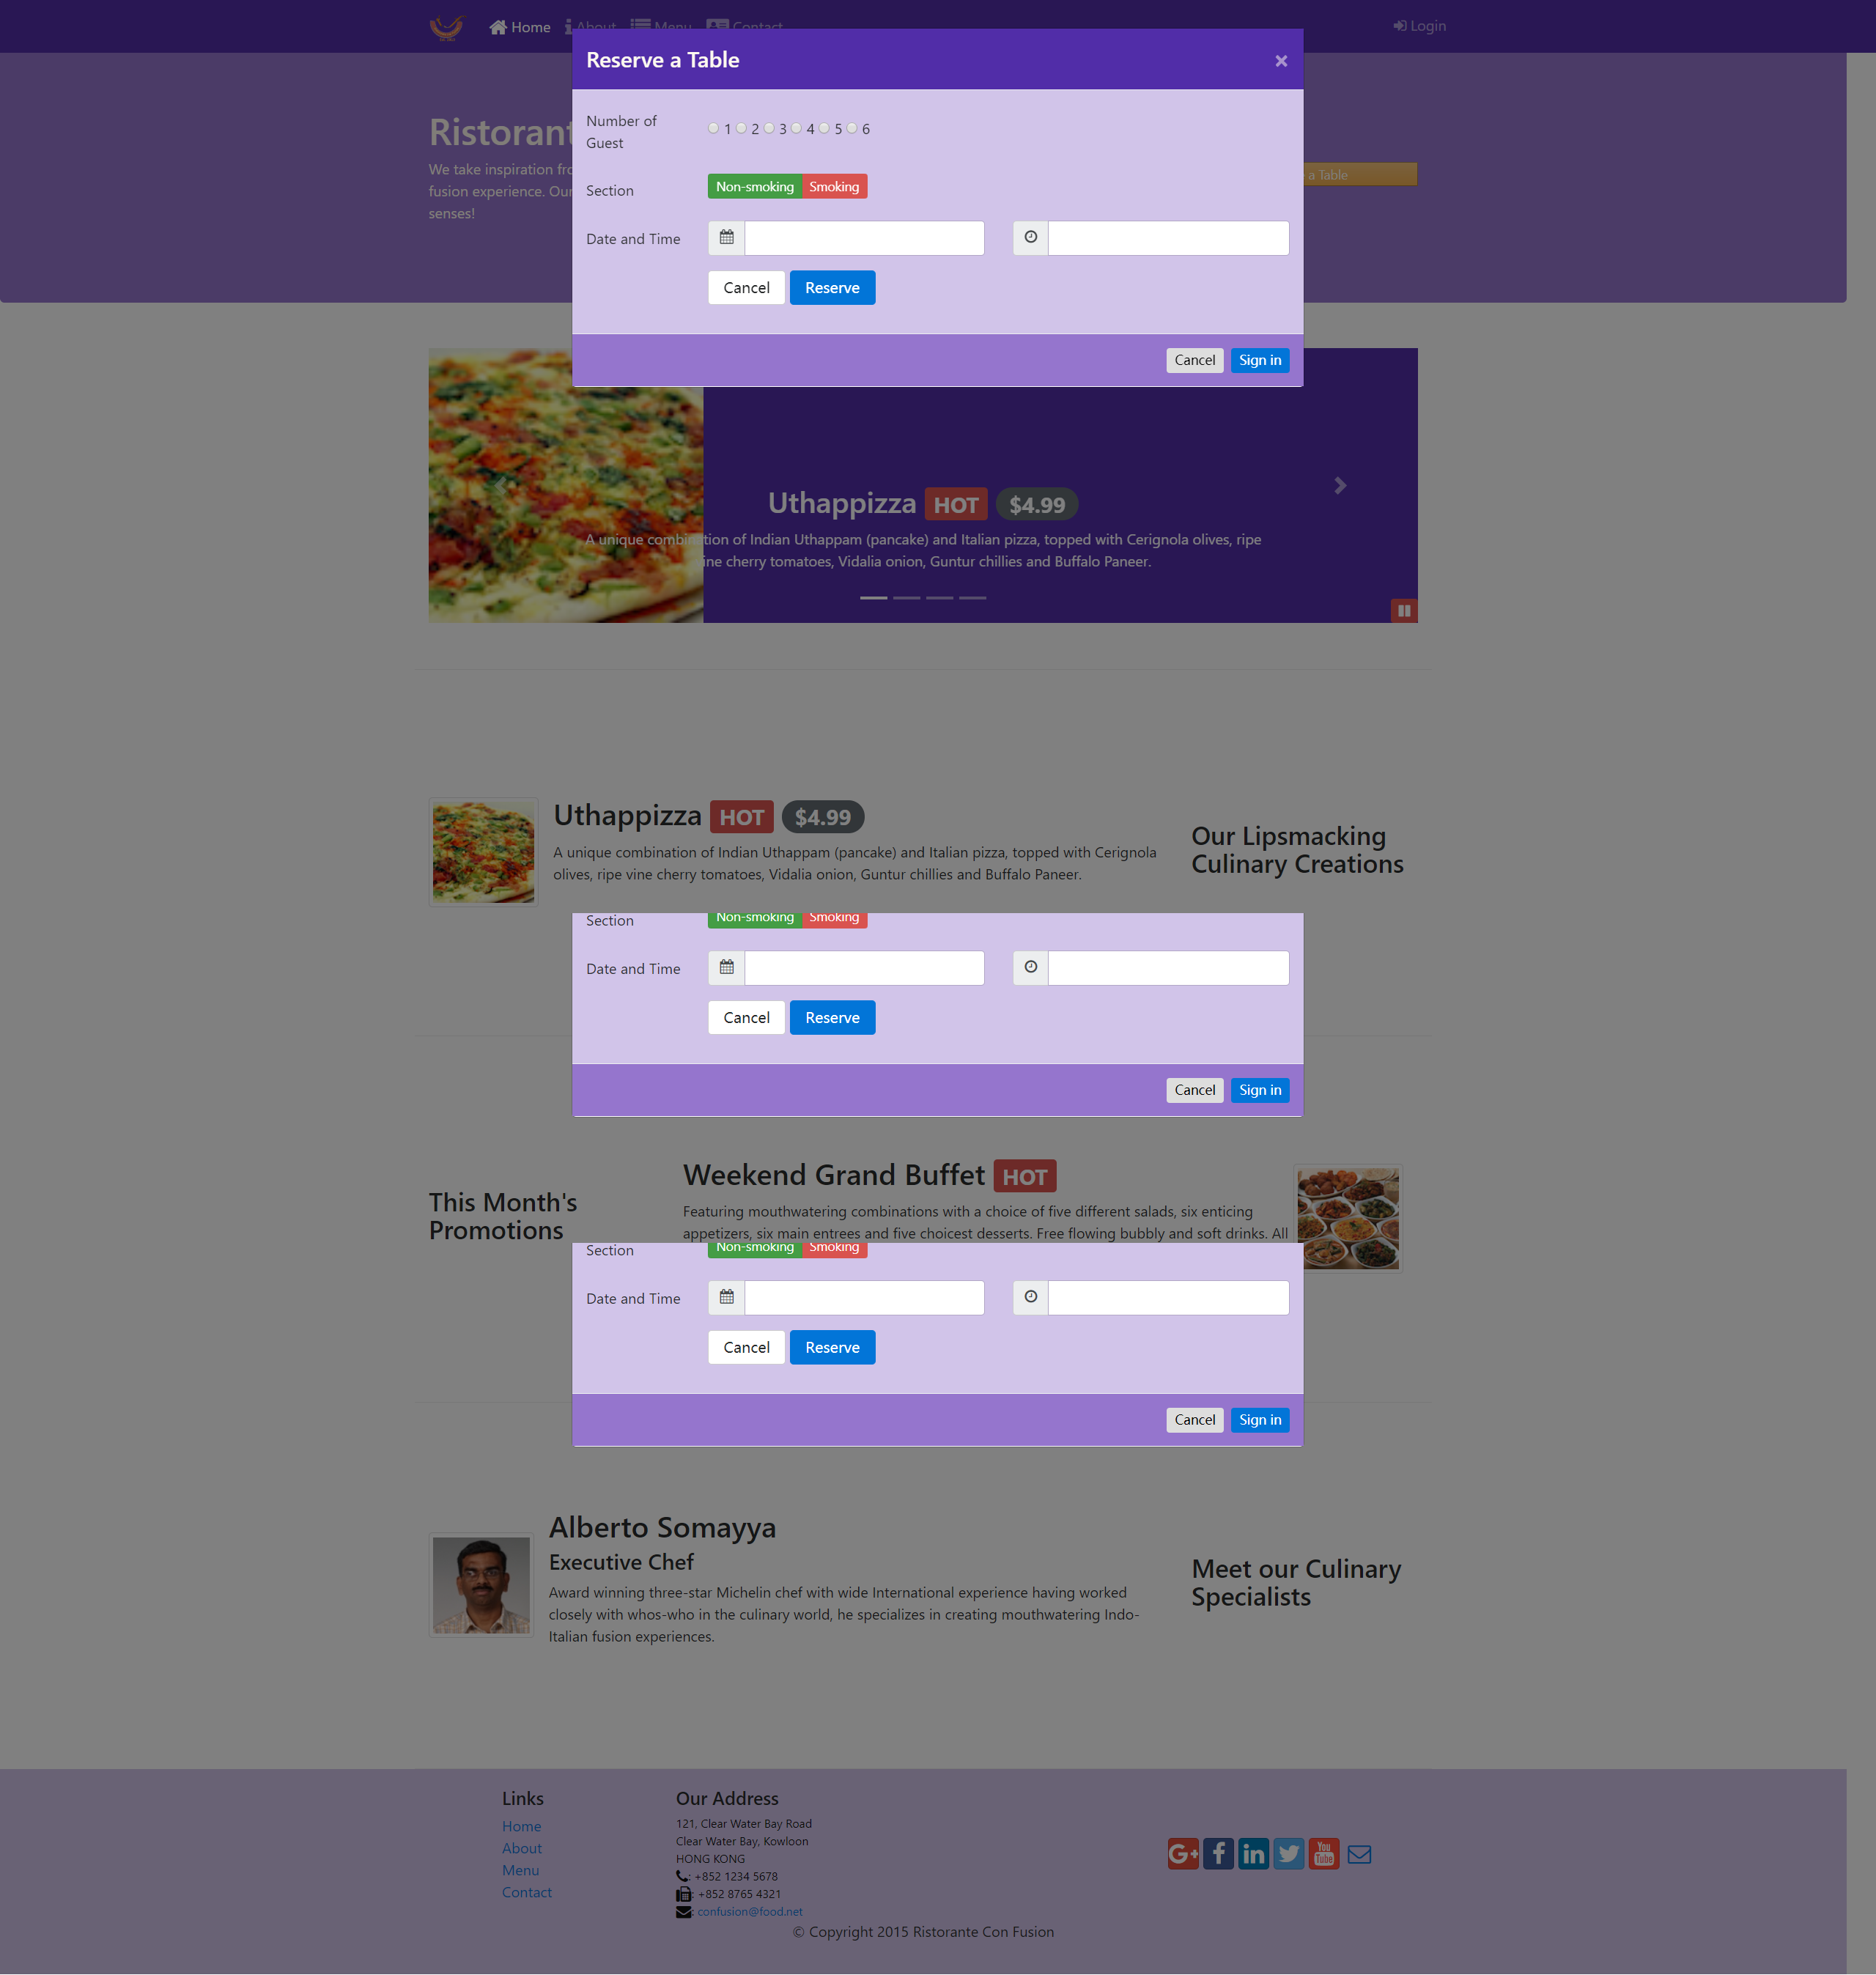 Home About Menu Contact Login
Reserve a Table ×
Number of
Guest
1 2 3 4 5 6
Section Non-smoking Smoking
Date and Time
Cancel Reserve
Cancel Sign in
We take inspiration
fusion experience.
senses!
a Table
Uthappizza HOT $4.99
A unique combination of Indian Uthappam (pancake) and Italian pizza, topped with Cerignola olives, ripe
vine cherry tomatoes, Vidalia onion, Guntur chillies and Buffalo Paneer.
Uthappizza HOT $4.99
A unique combination of Indian Uthappam (pancake) and Italian pizza, topped with Cerignola
olives, ripe vine cherry tomatoes, Vidalia onion, Guntur chillies and Buffalo Paneer.
Our Lipsmacking
Culinary Creations
Section Non-smoking Smoking
Date and Time
Cancel Reserve
Cancel Sign in
This Month's
Promotions
Weekend Grand Buffet HOT
Featuring mouthwatering combinations with a choice of five different salads, six enticing
appetizers, six main entrees and five choicest desserts. Free flowing bubbly and soft drinks. All
Section Non-smoking Smoking
Date and Time
Cancel Reserve
Cancel Sign in
Alberto Somayya
Executive Chef
Award winning three-star Michelin chef with wide International experience having worked
closely with whos-who in the culinary world, he specializes in creating mouthwatering Indo-
Italian fusion experiences.
Meet our Culinary
Specialists
Links
Home
About
Menu
Contact
Our Address
121, Clear Water Bay Road
Clear Water Bay, Kowloon
HONG KONG
: +852 1234 5678
: +852 8765 4321
: confusion@food.net
G+ f in You Tube
© Copyright 2015 Ristorante Con Fusion